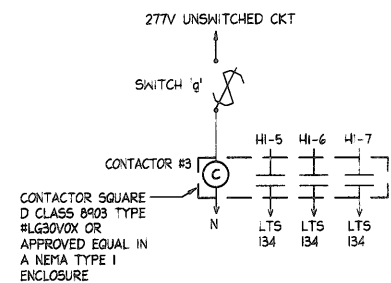 277V UNSWITCHED CKT
SWITCH 'g'
H1-5 H1-6 H1-7
CONTACTOR #3
C
CONTACTOR SQUARE
D CLASS 8903 TYPE
#LG30V0X OR
APPROVED EQUAL IN
A NEMA TYPE 1
ENCLOSURE
N
LTS LTS LTS
134 134 134